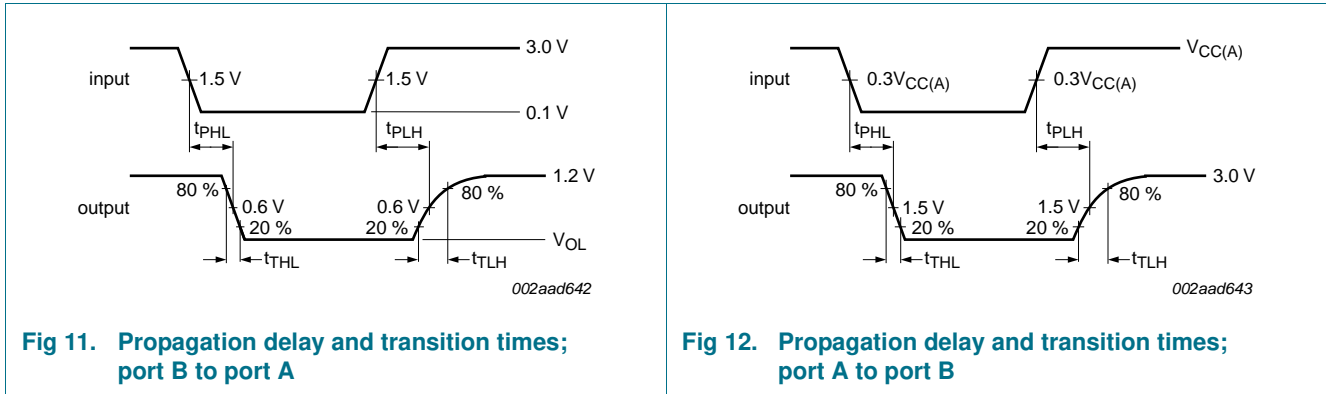 3.0 V
input
1.5 V
1.5 V
0.1 V
tPHL
tPLH
1.2 V
80 %
80 %
output
0.6 V
0.6 V
20 %
20 %
VOL
tTHL
tTLH
002aad642
Fig 11. Propagation delay and transition times;
port B to port A
VCC(A)
input
0.3VCC(A)
0.3VCC(A)
tPHL
tPLH
3.0 V
80 %
80 %
output
1.5 V
1.5 V
20 %
20 %
tTHL
tTLH
002aad643
Fig 12. Propagation delay and transition times;
port A to port B